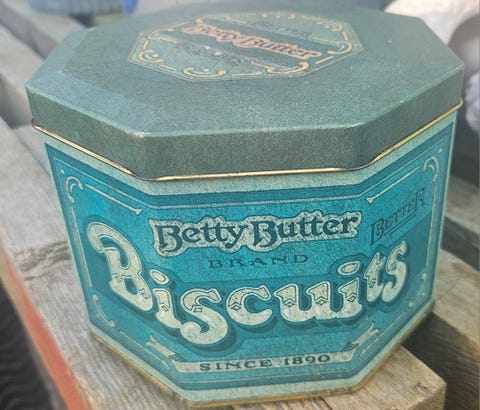 Betty Butter
Betty Butter
BRAND
Biscuits
SINCE 1890
BETTER